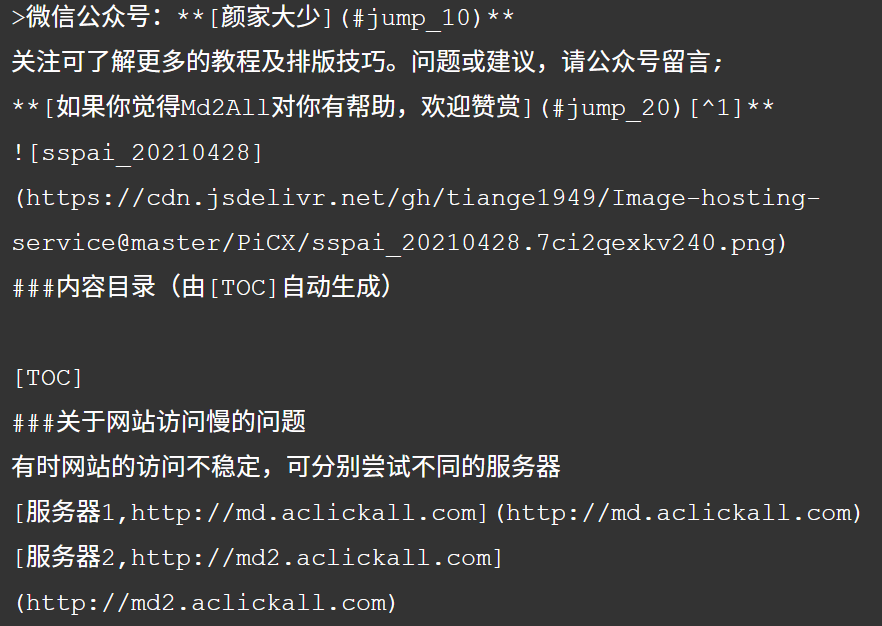 >微信公众号：**[颜家大少](#jump_10)**
关注可了解更多的教程及排版技巧。问题或建议，请公众号留言;
**[如果你觉得Md2All对你有帮助，欢迎赞赏](#jump_20)[^1]**
![sspai_20210428]
(https://cdn.jsdelivr.net/gh/tiange1949/Image-hosting-
service@master/PiCX/sspai_20210428.7ci2qexkv240.png)
###内容目录（由[TOC]自动生成）
[TOC]
###关于网站访问慢的问题
有时网站的访问不稳定，可分别尝试不同的服务器
[服务器1,http://md.aclickall.com](http://md.aclickall.com)
[服务器2,http://md2.aclickall.com]
(http://md2.aclickall.com)